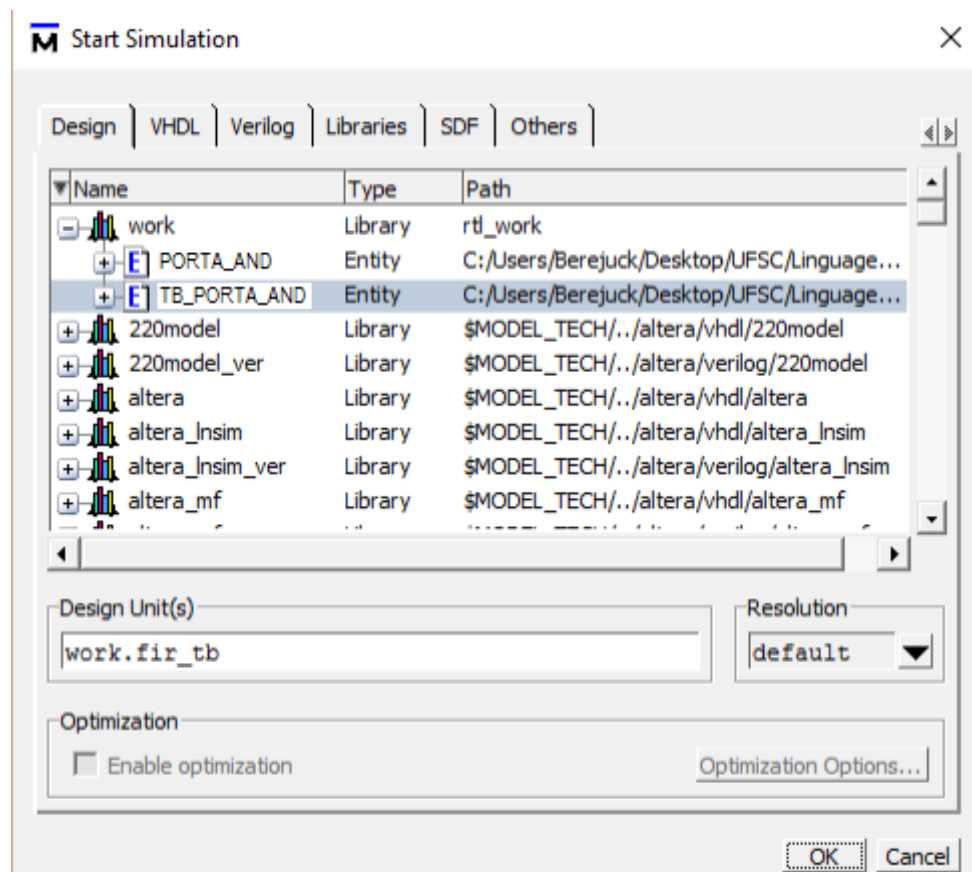 M Start Simulation
Design VHDL Verilog Libraries SDF Others
Name Type Path
work Library rtl_work
E PORTA_AND Entity C:/Users/Berejuck/Desktop/UFSC/Linguage...
E TB_PORTA_AND Entity C:/Users/Berejuck/Desktop/UFSC/Linguage...
220model Library $MODEL_TECH/../altera/vhdl/220model
220model_ver Library $MODEL_TECH/../altera/verilog/220model
altera Library $MODEL_TECH/../altera/vhdl/altera
altera_lnsim Library $MODEL_TECH/../altera/vhdl/altera_lnsim
altera_lnsim_ver Library $MODEL_TECH/../altera/verilog/altera_lnsim
altera_mf Library $MODEL_TECH/../altera/vhdl/altera_mf
Design Unit(s) Resolution
work.fir_tb default
Optimization
Enable optimization Optimization Options...
OK Cancel